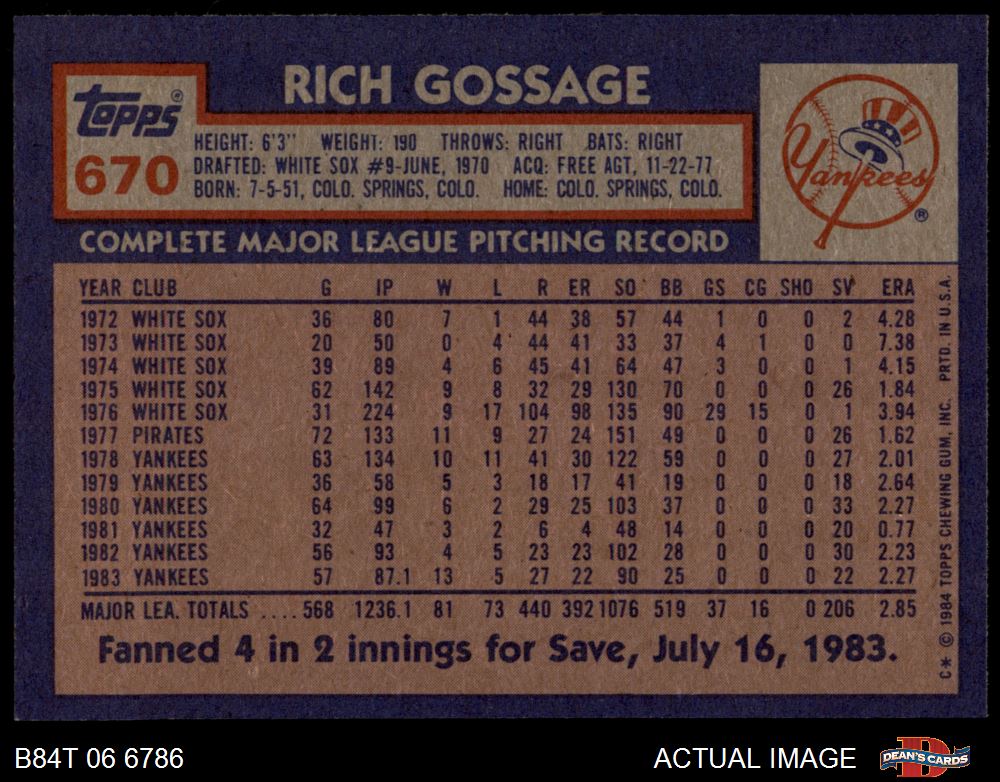 RICH GOSSAGE
Topps®
670
HEIGHT: 6'3" WEIGHT: 190 THROWS: RIGHT BATS: RIGHT
DRAFTED: WHITE SOX #9-JUNE, 1970 ACQ: FREE AGT, 11-22-77
BORN: 7-5-51, COLO. SPRINGS, COLO. HOME: COLO. SPRINGS, COLO.
Yankees
®
COMPLETE MAJOR LEAGUE PITCHING RECORD
YEAR CLUB G IP W L R ER SO BB GS CG SHO SV ERA
1972 WHITE SOX 36 80 7 1 44 38 57 44 1 0 0 2 4.28
1973 WHITE SOX 20 50 0 4 44 41 33 37 4 1 0 0 7.38
1974 WHITE SOX 39 89 4 6 45 41 64 47 3 0 0 1 4.15
1975 WHITE SOX 62 142 9 8 32 29 130 70 0 0 0 26 1.84
1976 WHITE SOX 31 224 9 17 104 98 135 90 29 15 0 1 3.94
1977 PIRATES 72 133 11 9 27 24 151 49 0 0 0 26 1.62
1978 YANKEES 63 134 10 11 41 30 122 59 0 0 0 27 2.01
1979 YANKEES 36 58 5 3 18 17 41 19 0 0 0 18 2.64
1980 YANKEES 64 99 6 2 29 25 103 37 0 0 0 33 2.27
1981 YANKEES 32 47 3 2 6 4 48 14 0 0 0 20 0.77
1982 YANKEES 56 93 4 5 23 23 102 28 0 0 0 30 2.23
1983 YANKEES 57 87.1 13 5 27 22 90 25 0 0 0 22 2.27
MAJOR LEA. TOTALS ....568 1236.1 81 73 440 392 1076 519 37 16 0 206 2.85
Fanned 4 in 2 innings for Save, July 16, 1983.
C* © 1984 TOPPS CHEWING GUM, INC. PRTD. IN U.S.A.
B84T 06 6786
ACTUAL IMAGE
DEAN'S CARDS